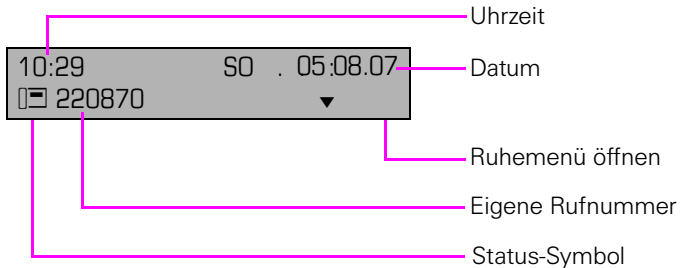 Uhrzeit
10:29 SO . 05:08.07
Datum
220870
Ruhemenü öffnen
Eigene Rufnummer
Status-Symbol